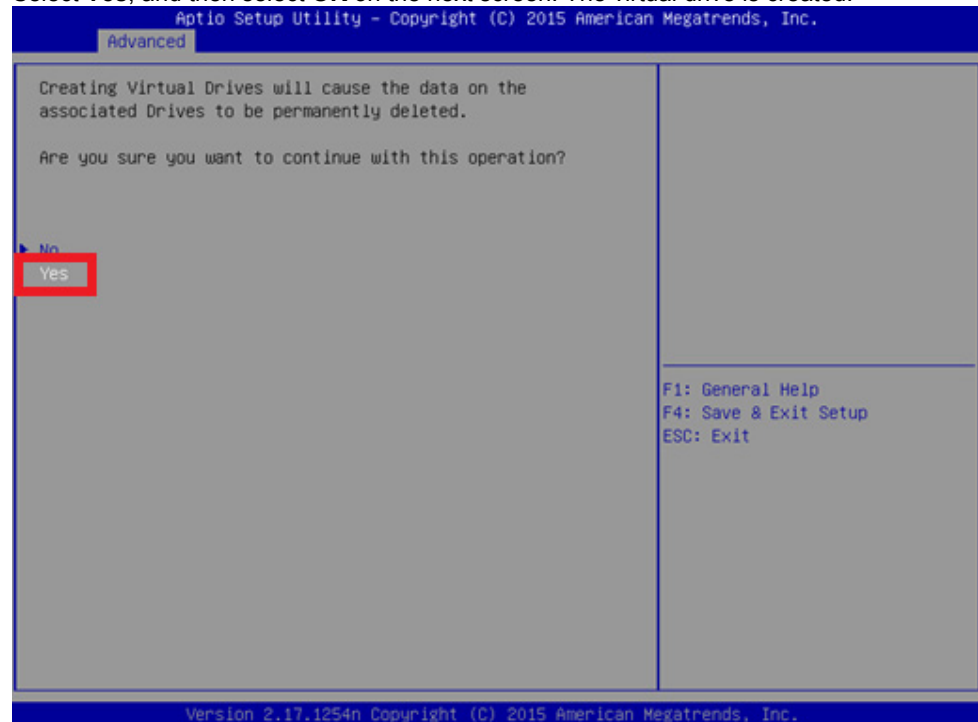 Select Yes, and then select OK on the next screen. The virtual drive is created.
Aptio Setup Utility – Copyright (C) 2015 American Megatrends, Inc.
Advanced
Creating Virtual Drives will cause the data on the
associated Drives to be permanently deleted.
Are you sure you want to continue with this operation?
No
Yes
F1: General Help
F4: Save & Exit Setup
ESC: Exit
Version 2.17.1254n Copyright (C) 2015 American Megatrends, Inc.